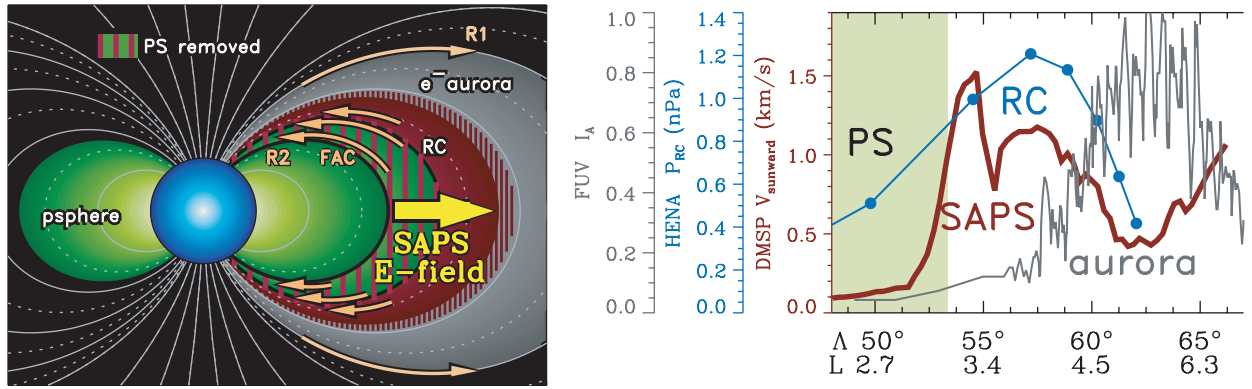 PS removed
R1
e⁻ aurora
RC
R2 FAC
psphere
SAPS
E-field
FUV I_A
1.0
0.8
0.6
0.4
0.2
0.0
HENA P_RC (nPa)
1.4
1.2
1.0
0.8
0.6
0.4
0.2
0.0
DMSP V_sunward (km/s)
1.5
1.0
0.5
0.0
PS
RC
SAPS
aurora
Λ 50° 55° 60° 65°
L 2.7 3.4 4.5 6.3